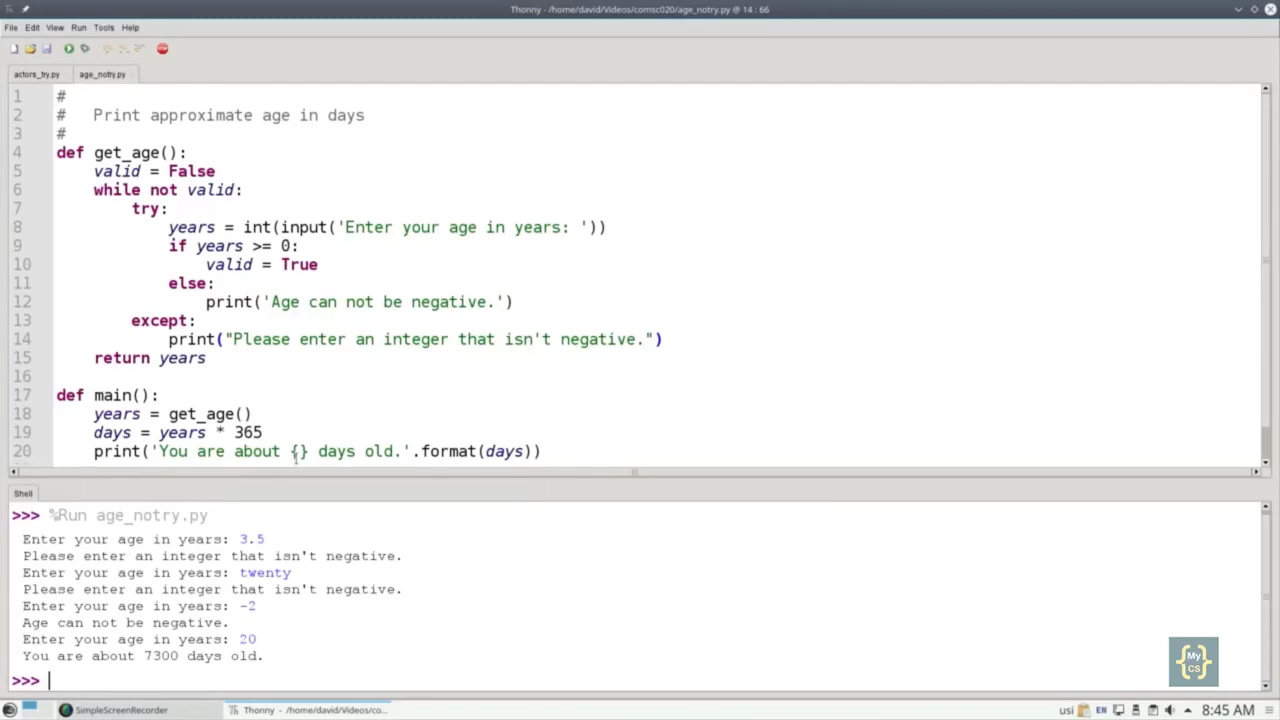 Thonny - /home/david/Videos/comsc020/age_notry.py @ 14 : 66
File Edit View Run Tools Help
actors_try.py age_notry.py
1 #
2 # Print approximate age in days
3 #
4 def get_age():
5 valid = False
6 while not valid:
7 try:
8 years = int(input('Enter your age in years: '))
9 if years >= 0:
10 valid = True
11 else:
12 print('Age can not be negative.')
13 except:
14 print("Please enter an integer that isn't negative.")
15 return years
16
17 def main():
18 years = get_age()
19 days = years * 365
20 print('You are about {} days old.'.format(days))
Shell
>>> %Run age_notry.py
Enter your age in years: 3.5
Please enter an integer that isn't negative.
Enter your age in years: twenty
Please enter an integer that isn't negative.
Enter your age in years: -2
Age can not be negative.
Enter your age in years: 20
You are about 7300 days old.
>>>
My
{CS}
SimpleScreenRecorder Thonny - /home/david/Videos/co... usi EN 8:45 AM